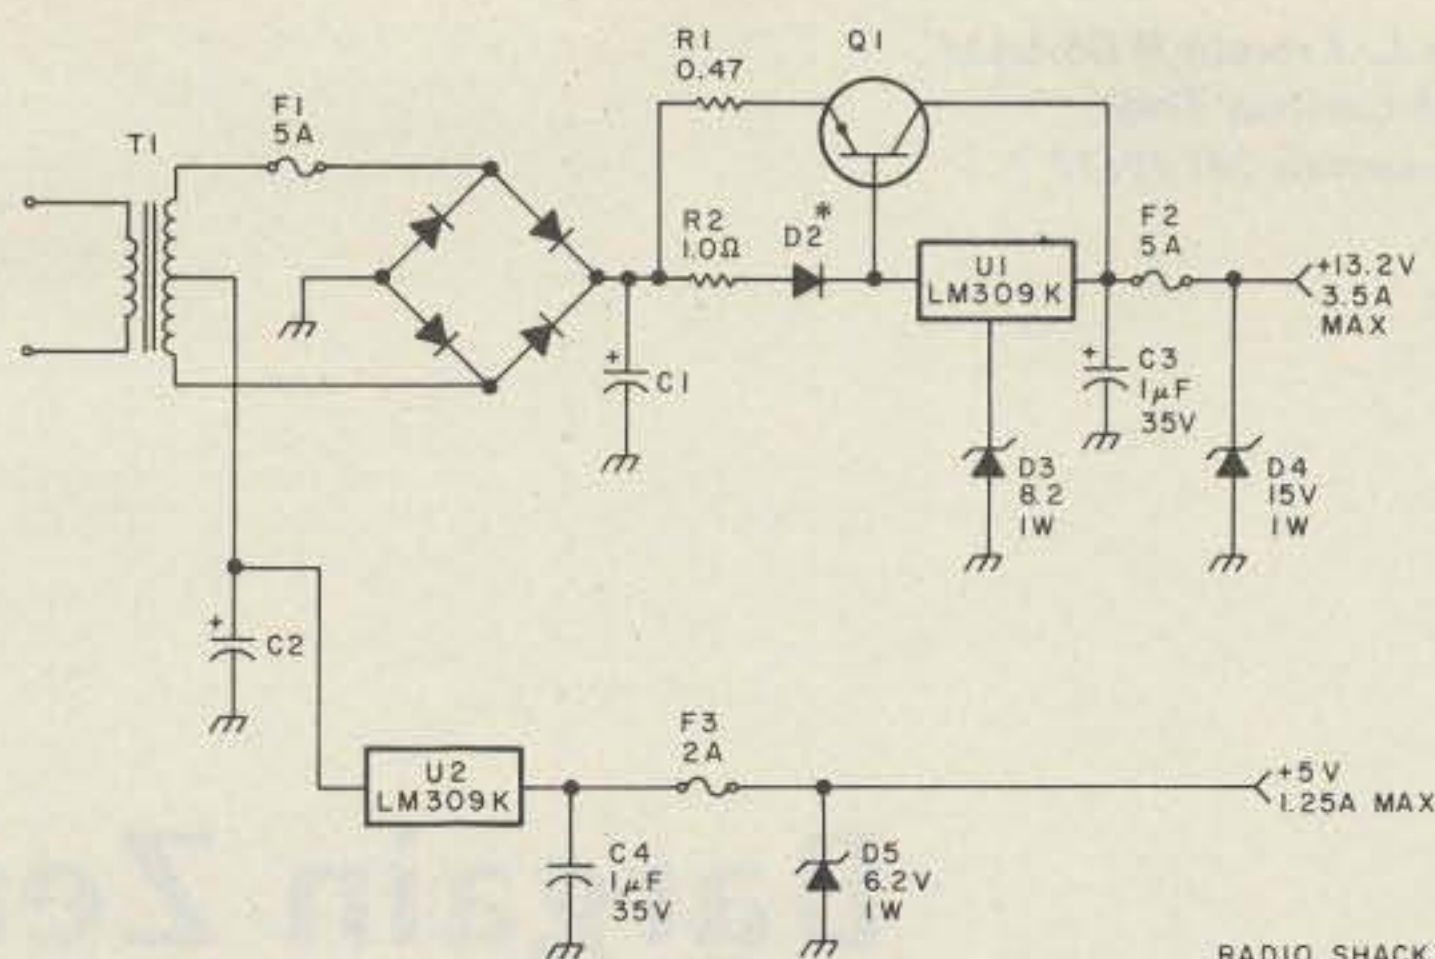 T1
F1
5A
R1
0.47
Q1
R2
1.0Ω
D2*
U1
LM309K
F2
5A
+13.2V
3.5A
MAX
+
C1
+
C3
1µF
35V
D3
8.2
1W
D4
15V
1W
+
C2
U2
LM309K
F3
2A
+5V
1.25A MAX
C4
1µF
35V
D5
6.2V
1W
RADIO SHACK